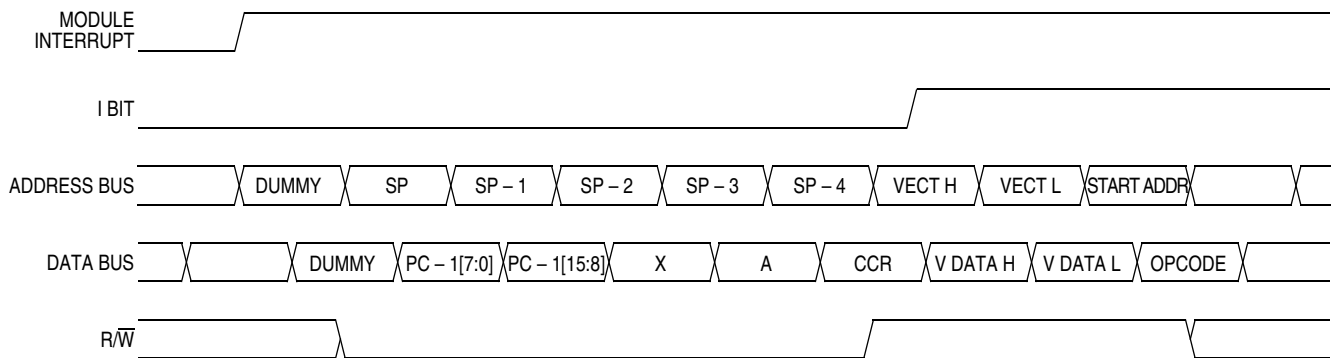 MODULE
INTERRUPT
I BIT
ADDRESS BUS DUMMY SP SP – 1 SP – 2 SP – 3 SP – 4 VECT H VECT L START ADDR
DATA BUS DUMMY PC – 1[7:0] PC – 1[15:8] X A CCR V DATA H V DATA L OPCODE
R/W̅